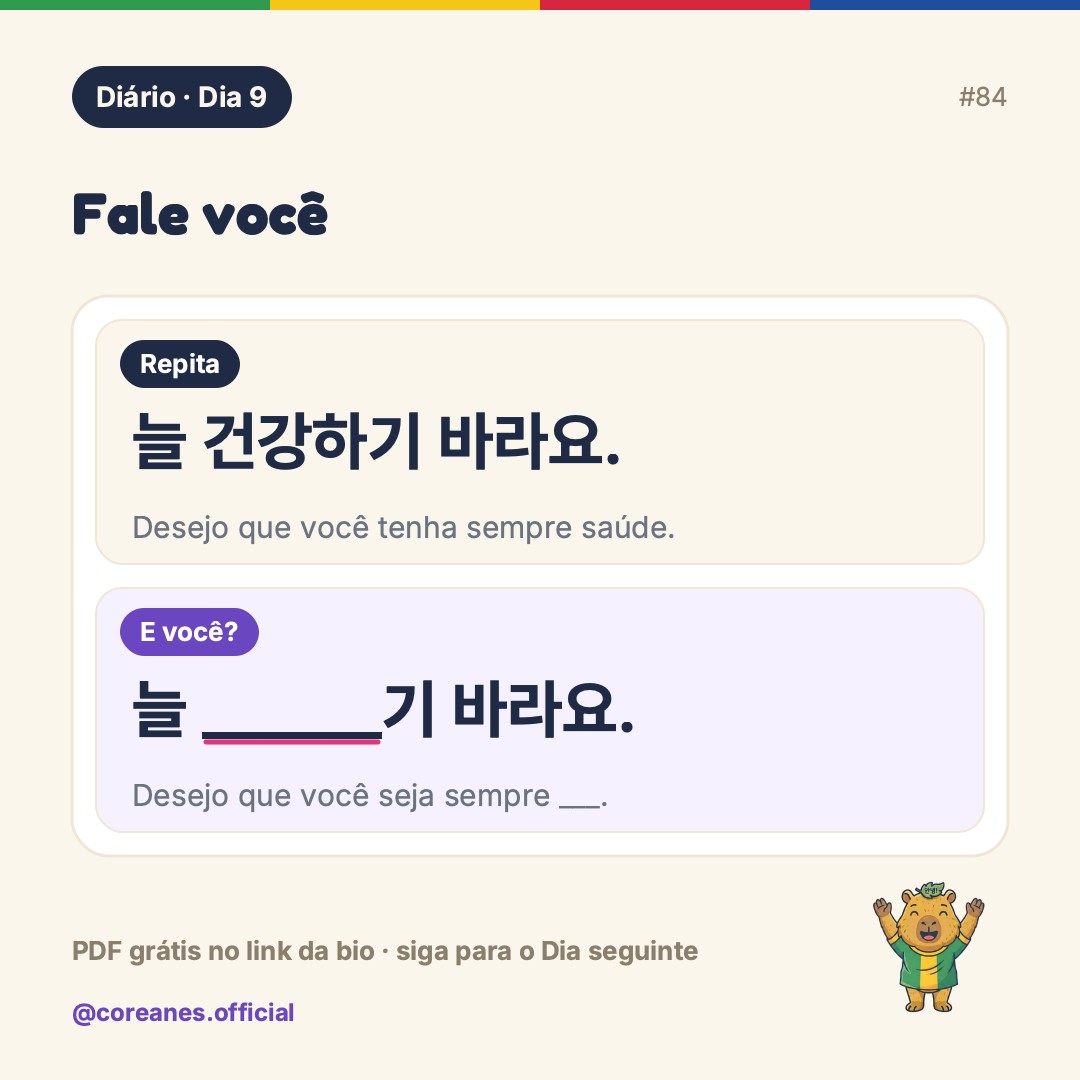 Diário · Dia 9
#84
Fale você
Repita
늘 건강하기 바라요.
Desejo que você tenha sempre saúde.
E você?
늘 ______기 바라요.
Desejo que você seja sempre ___.
PDF grátis no link da bio · siga para o Dia seguinte
@coreanes.official